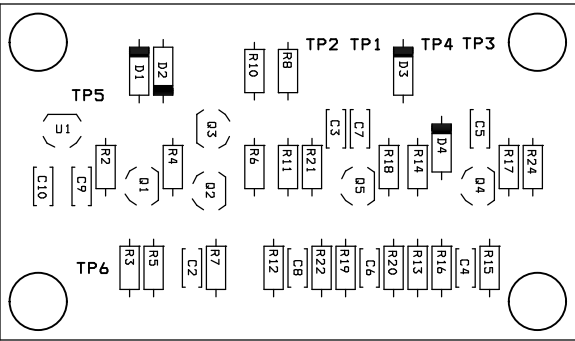 TP2 TP1 TP4 TP3
D1 D2 R10 R8 D3
TP5
U1 Q3 C3 C7 D4 C5
R2 R4 R6 R11 R21 R18 R14 R17 R24
C10 C9 Q1 Q2 Q5 Q4
TP6 R3 R5 C2 R7 R12 C8 R22 R19 C6 R20 R13 R16 C4 R15